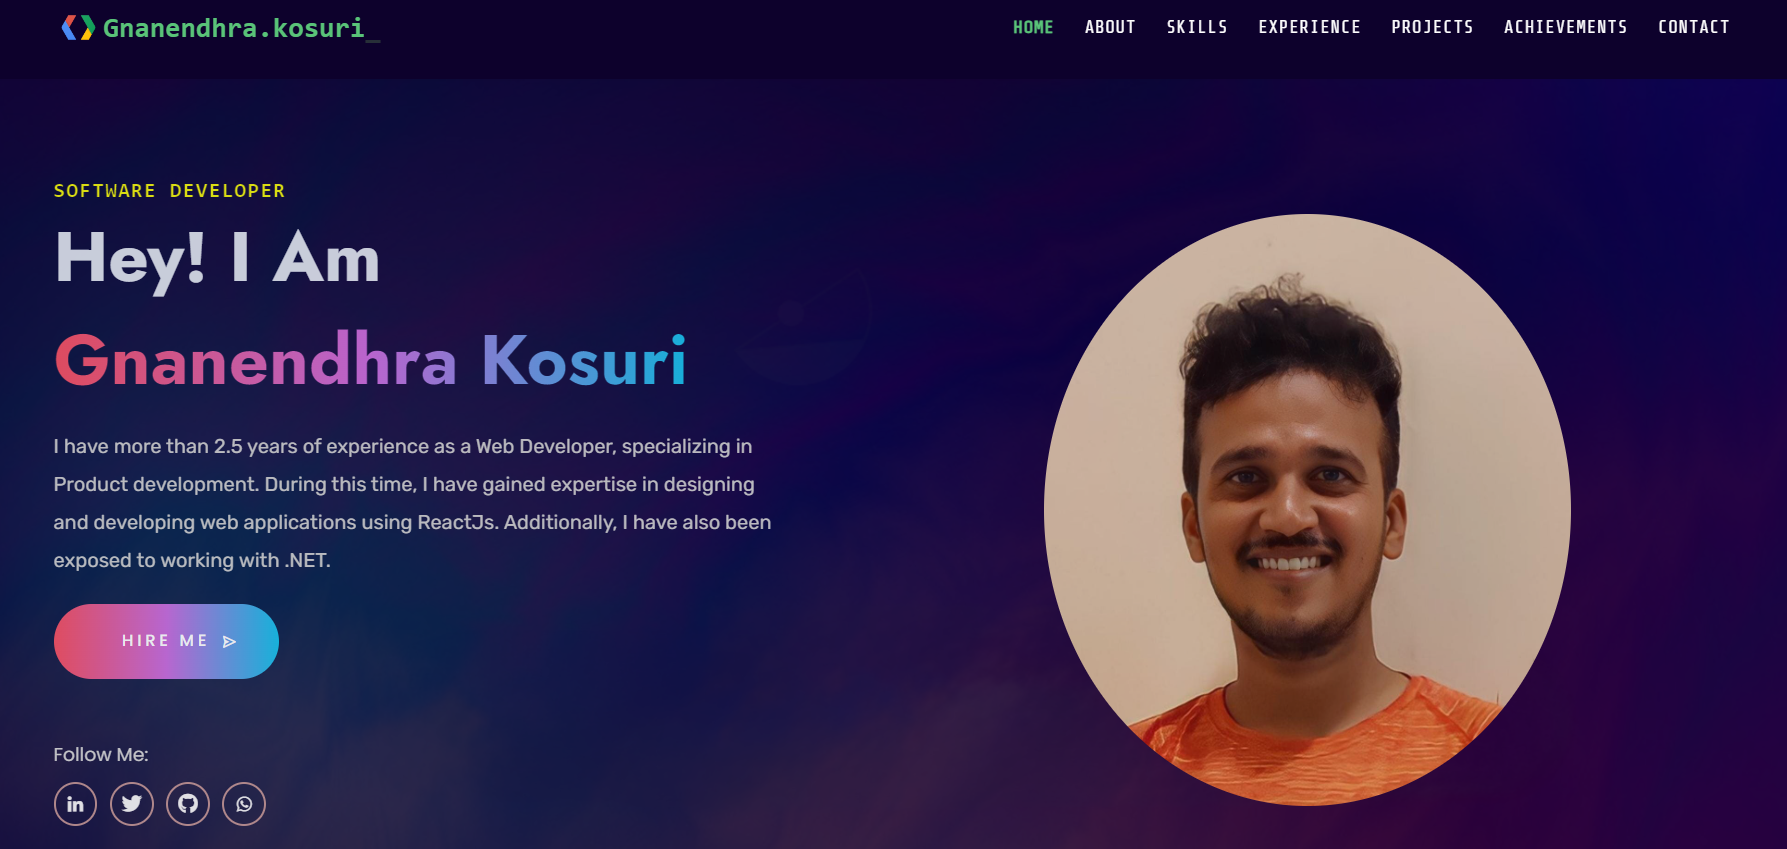 Gnanendhra.kosuri_
HOME ABOUT SKILLS EXPERIENCE PROJECTS ACHIEVEMENTS CONTACT
SOFTWARE DEVELOPER
Hey! I Am
Gnanendhra Kosuri
I have more than 2.5 years of experience as a Web Developer, specializing in
Product development. During this time, I have gained expertise in designing
and developing web applications using ReactJs. Additionally, I have also been
exposed to working with .NET.
HIRE ME
Follow Me:
in